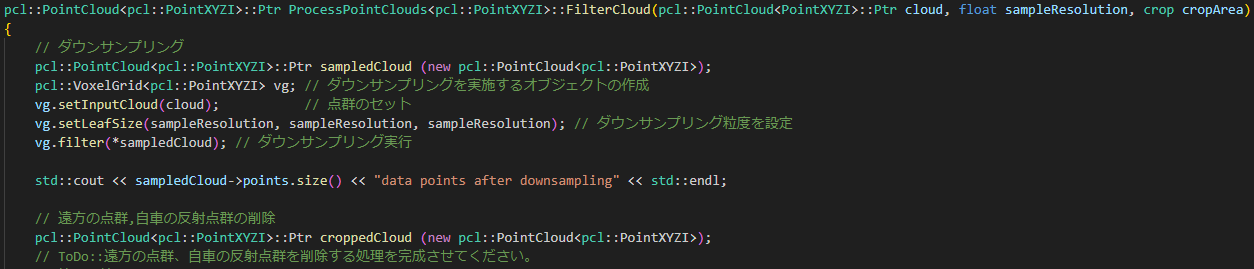 pcl::PointCloud<pcl::PointXYZI>::Ptr ProcessPointClouds<pcl::PointXYZI>::FilterCloud(pcl::PointCloud<PointXYZI>::Ptr cloud, float sampleResolution, crop cropArea)
{
// ダウンサンプリング
pcl::PointCloud<pcl::PointXYZI>::Ptr sampledCloud (new pcl::PointCloud<pcl::PointXYZI>);
pcl::VoxelGrid<pcl::PointXYZI> vg; // ダウンサンプリングを実施するオブジェクトの作成
vg.setInputCloud(cloud); // 点群のセット
vg.setLeafSize(sampleResolution, sampleResolution, sampleResolution); // ダウンサンプリング粒度を設定
vg.filter(*sampledCloud); // ダウンサンプリング実行
std::cout << sampledCloud->points.size() << "data points after downsampling" << std::endl;
// 遠方の点群,自車の反射点群の削除
pcl::PointCloud<pcl::PointXYZI>::Ptr croppedCloud (new pcl::PointCloud<pcl::PointXYZI>);
// ToDo::遠方の点群、自車の反射点群を削除する処理を完成させてください。